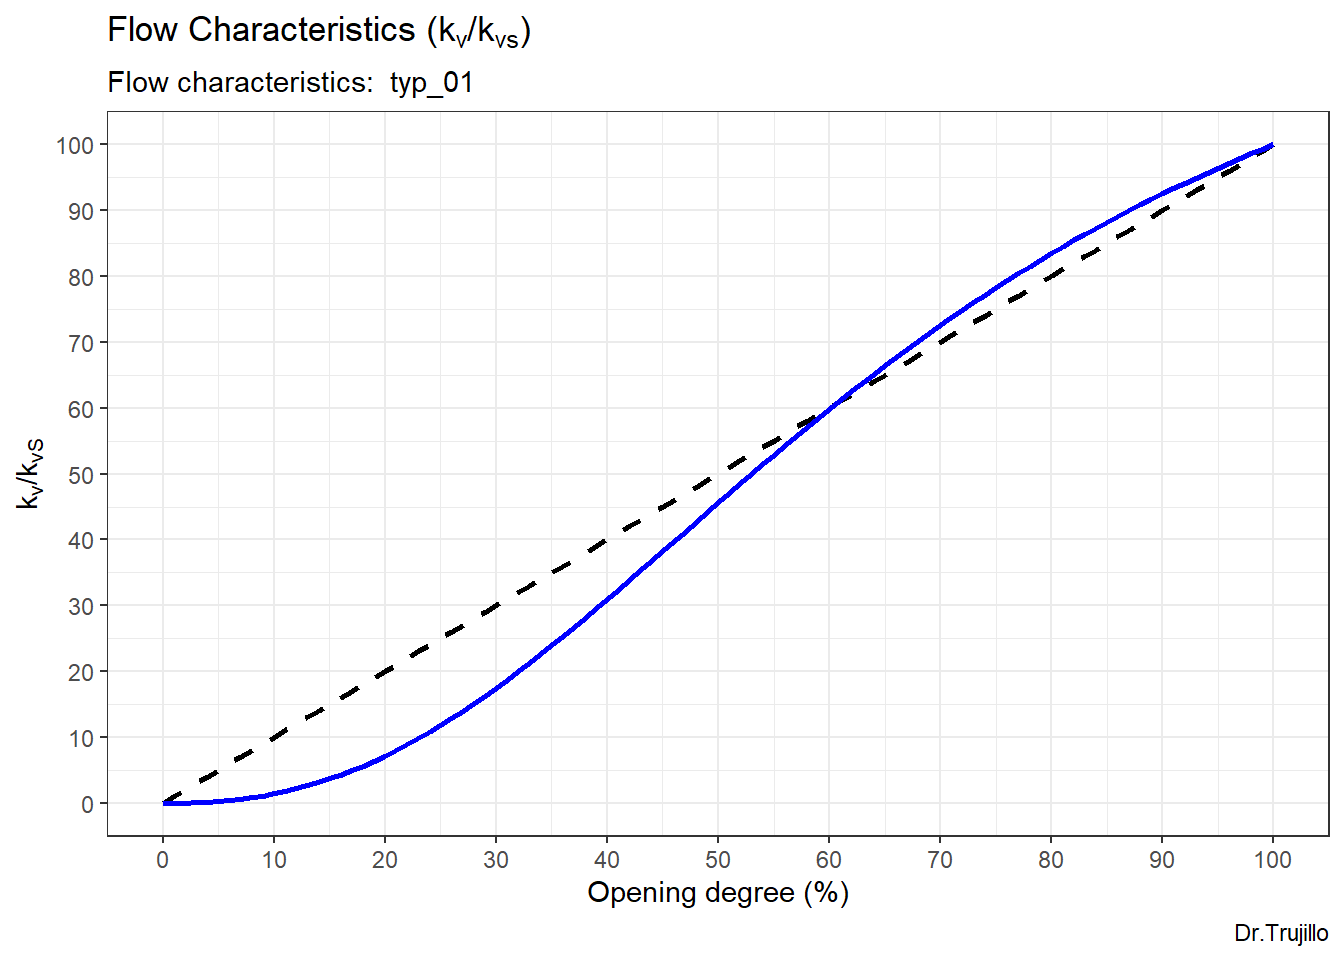 Flow Characteristics (kv/kvs)
Flow characteristics:  typ_01
100
90
80
70
60
50
40
30
20
10
0
kv/kvs
0 10 20 30 40 50 60 70 80 90 100
Opening degree (%)
Dr.Trujillo